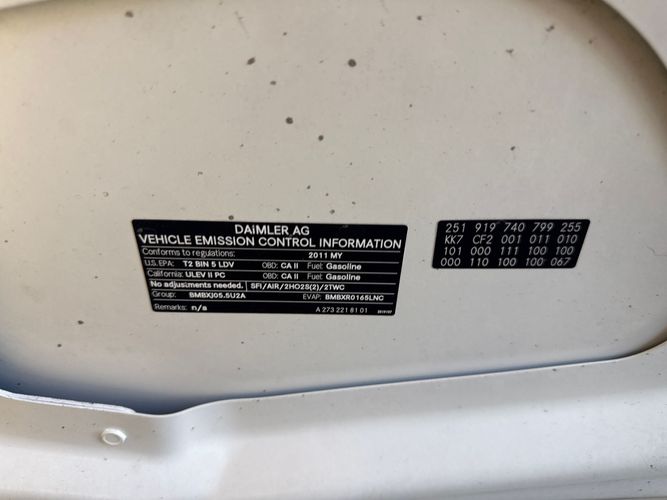 DAiMLER AG
VEHICLE EMISSION CONTROL INFORMATION
Conforms to regulations: 2011 MY
U.S. EPA: T2 BIN 5 LDV OBD: CA II Fuel: Gasoline
California: ULEV II PC OBD: CA II Fuel: Gasoline
No adjustments needed. SFI/AIR/2HO2S(2)/2TWC
Group: BMBXJ05.5U2A EVAP: BMBXR0165LNC
Remarks: n/a A 273 221 81 01
251 919 740 799 255
KK7 CF2 001 011 010
101 000 111 100 100
000 110 100 100 067